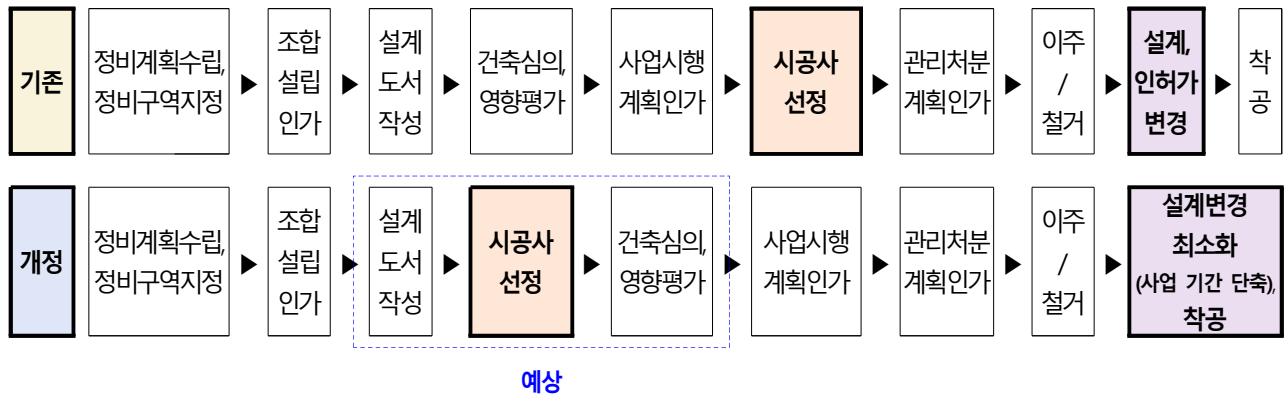 기존
정비계획수립,
정비구역지정
▶
조합
설립
인가
▶
설계
도서
작성
▶
건축심의,
영향평가
▶
사업시행
계획인가
▶
시공사
선정
▶
관리처분
계획인가
▶
이주
/
철거
▶
설계,
인허가
변경
▶
착
공
개정
정비계획수립,
정비구역지정
▶
조합
설립
인가
▶
설계
도서
작성
▶
시공사
선정
▶
건축심의,
영향평가
▶
사업시행
계획인가
▶
관리처분
계획인가
▶
이주
/
철거
▶
설계변경
최소화
(사업 기간 단축),
착공
예상